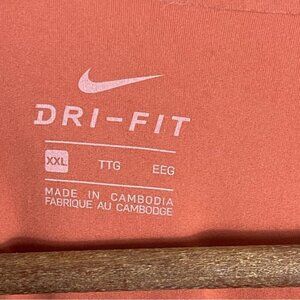 DRI-FIT
XXL TTG EEG
MADE IN CAMBODIA
FABRIQUE AU CAMBODGE